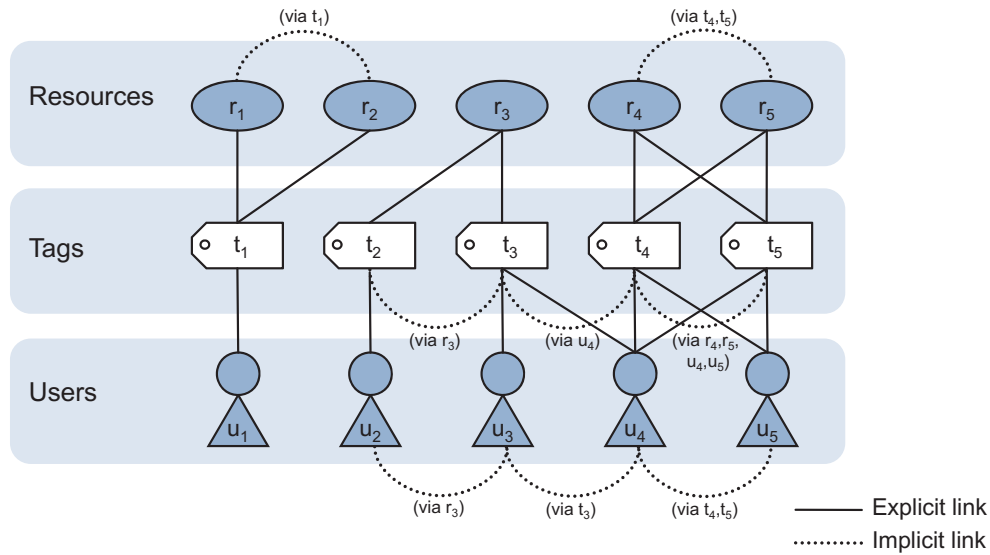 (via t₁)
(via t₄,t₅)
Resources
r₁
r₂
r₃
r₄
r₅
Tags
t₁
t₂
t₃
t₄
t₅
(via r₃)
(via u₄)
(via r₄,r₅,
u₄,u₅)
Users
u₁
u₂
u₃
u₄
u₅
(via r₃)
(via t₃)
(via t₄,t₅)
Explicit link
Implicit link